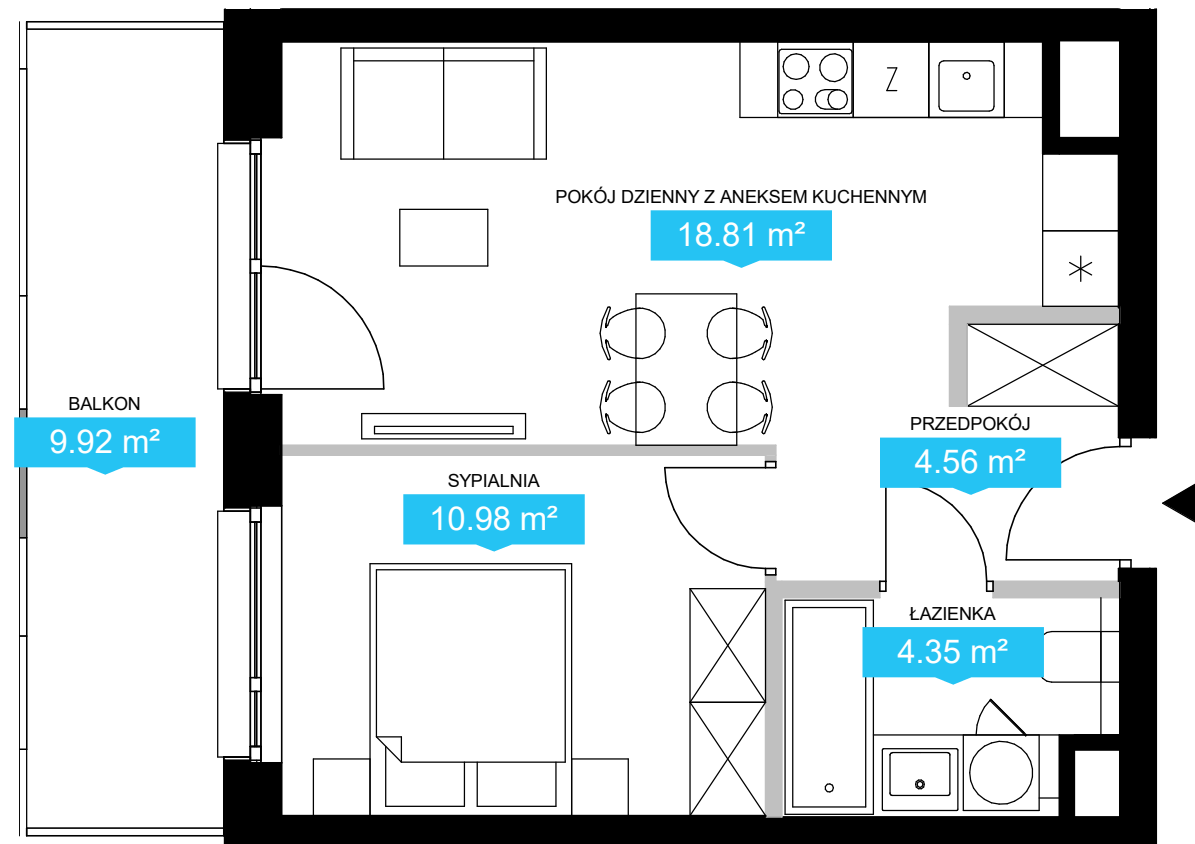 Z
POKÓJ DZIENNY Z ANEKSEM KUCHENNYM
18.81 m²
BALKON
9.92 m²
PRZEDPOKÓJ
4.56 m²
SYPIALNIA
10.98 m²
ŁAZIENKA
4.35 m²